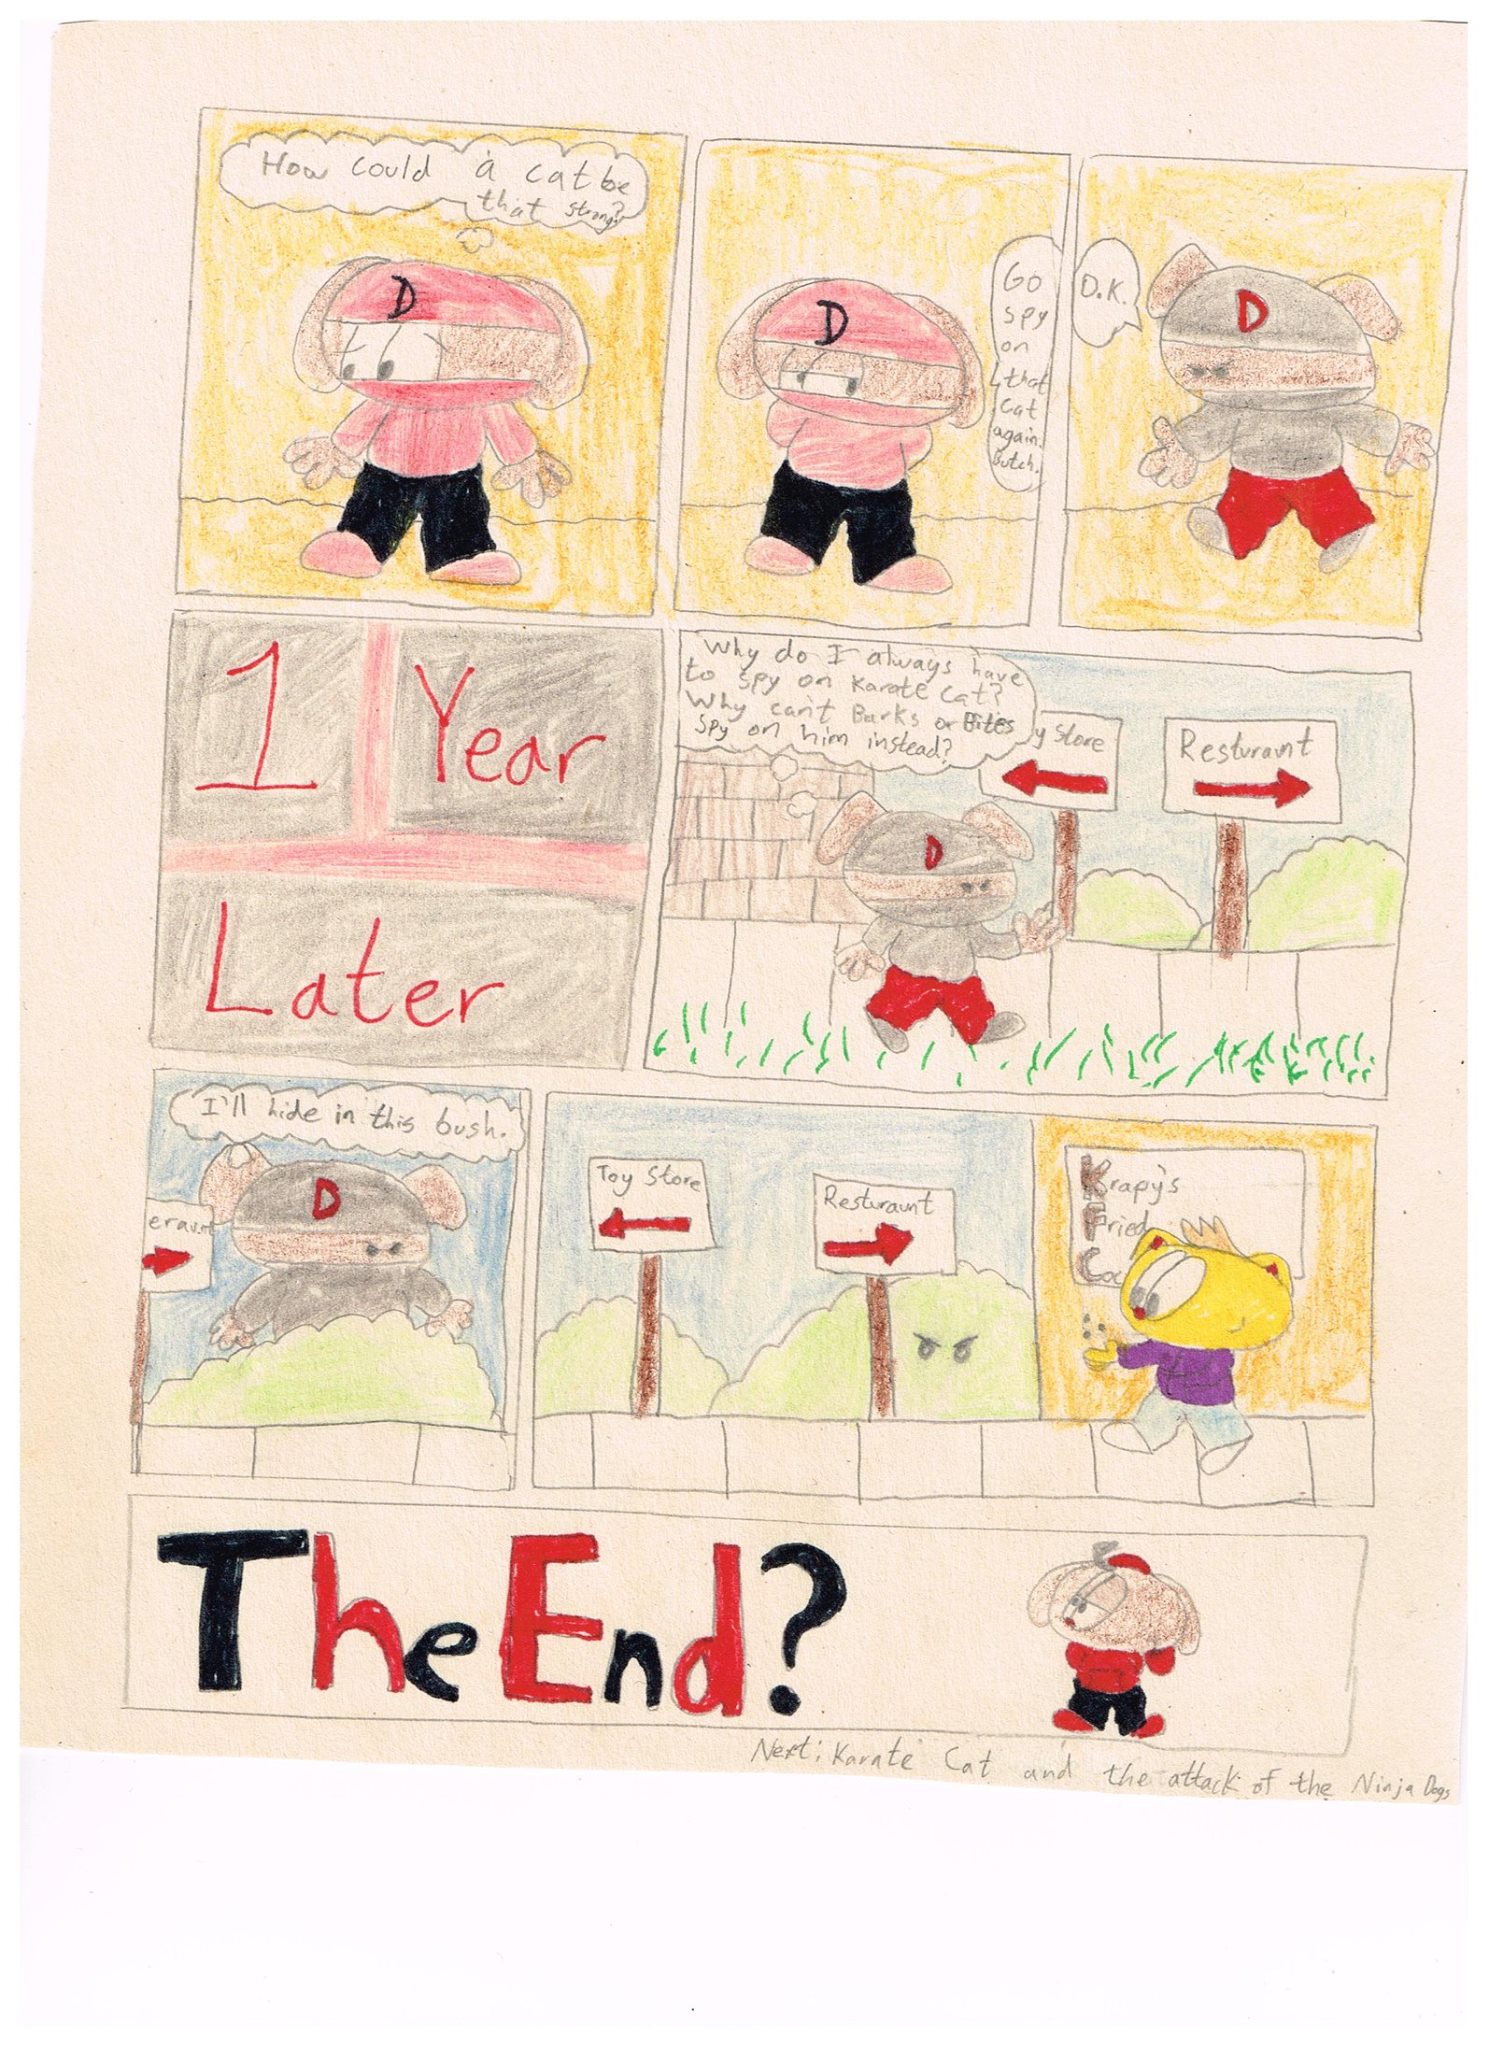 How could a cat be
that strong?
D
D
Go
spy
on
that
cat
again.
Butch.
O.K.
D
1 Year
Later
Why do I always have
to spy on Karate Cat?
Why can't Barks or Bites
spy on him instead?
y Store
Resturaunt
D
I'll hide in this bush.
D
eraunt
Toy Store
Resturaunt
Krapy's
Fried
Coc
The End?
Next: Karate Cat and the attack of the Ninja Dogs